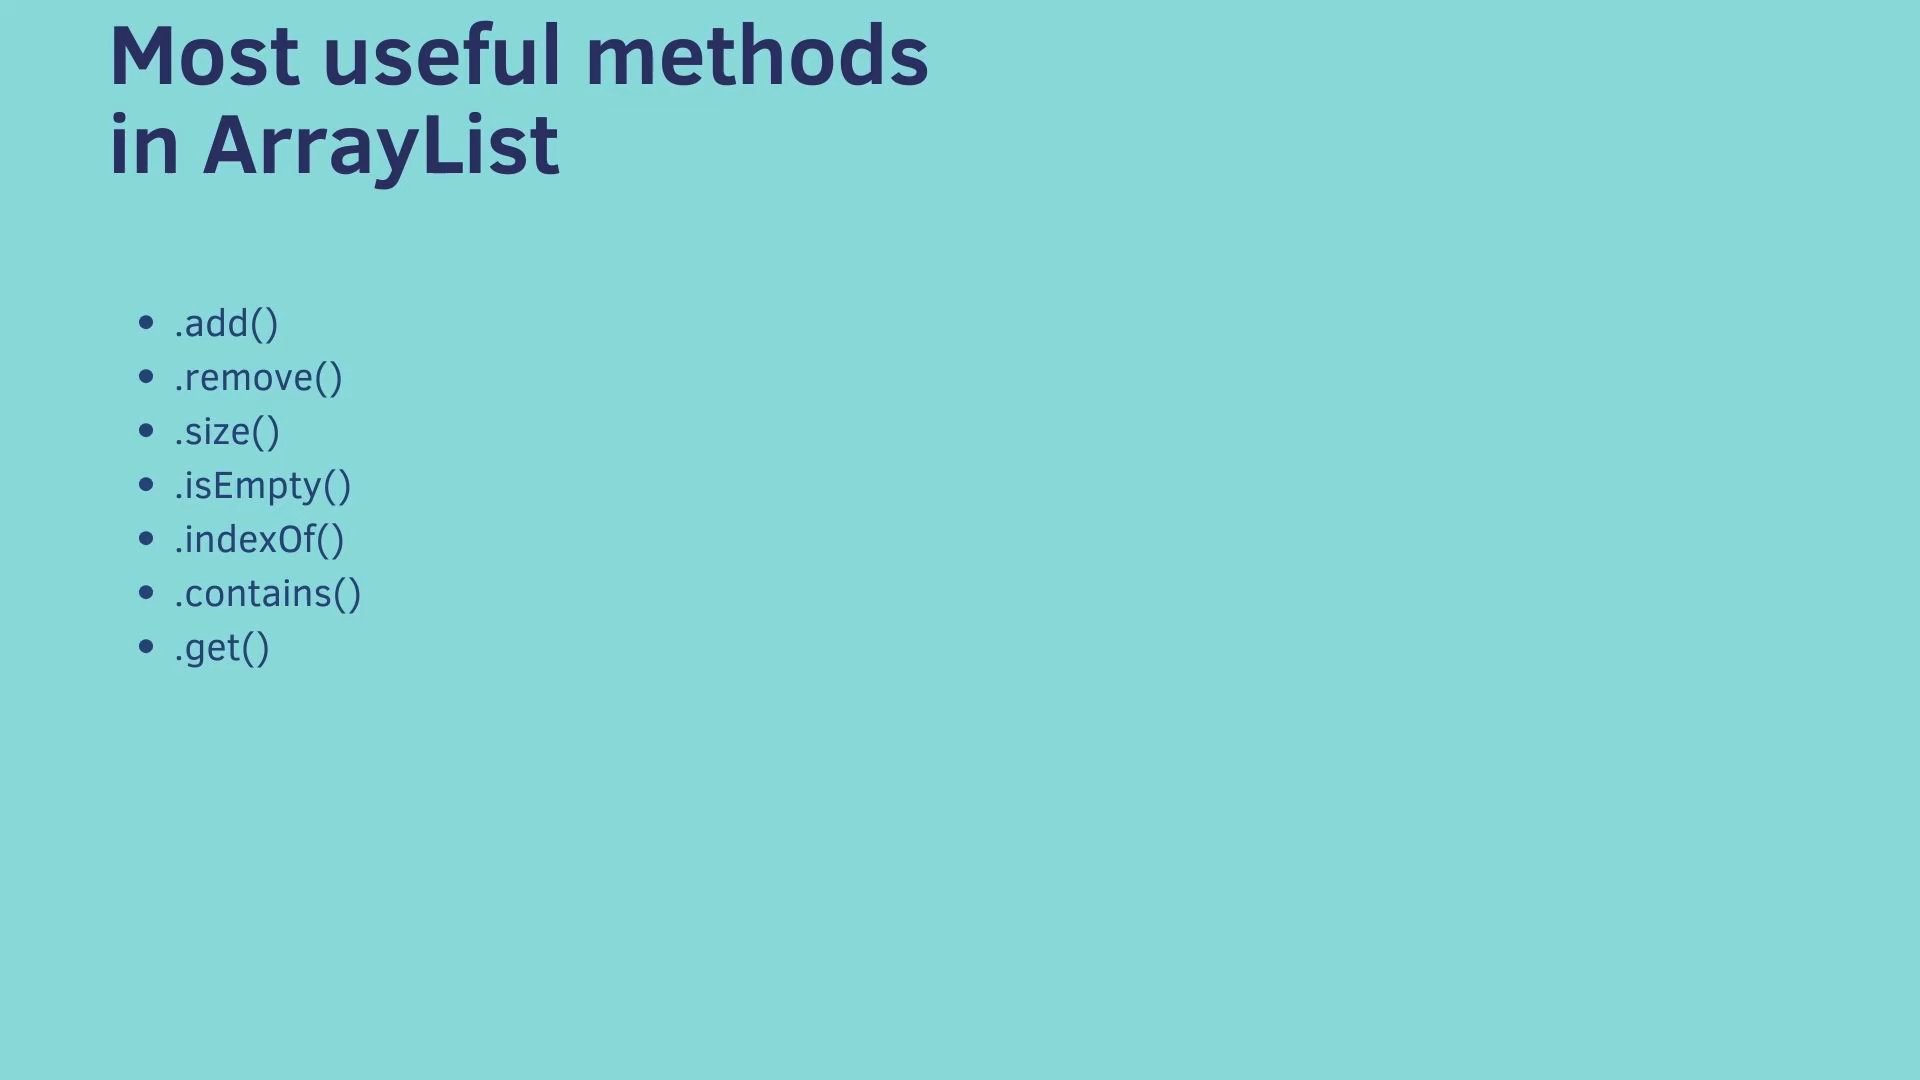 Most useful methods
in ArrayList
• .add()
• .remove()
• .size()
• .isEmpty()
• .indexOf()
• .contains()
• .get()